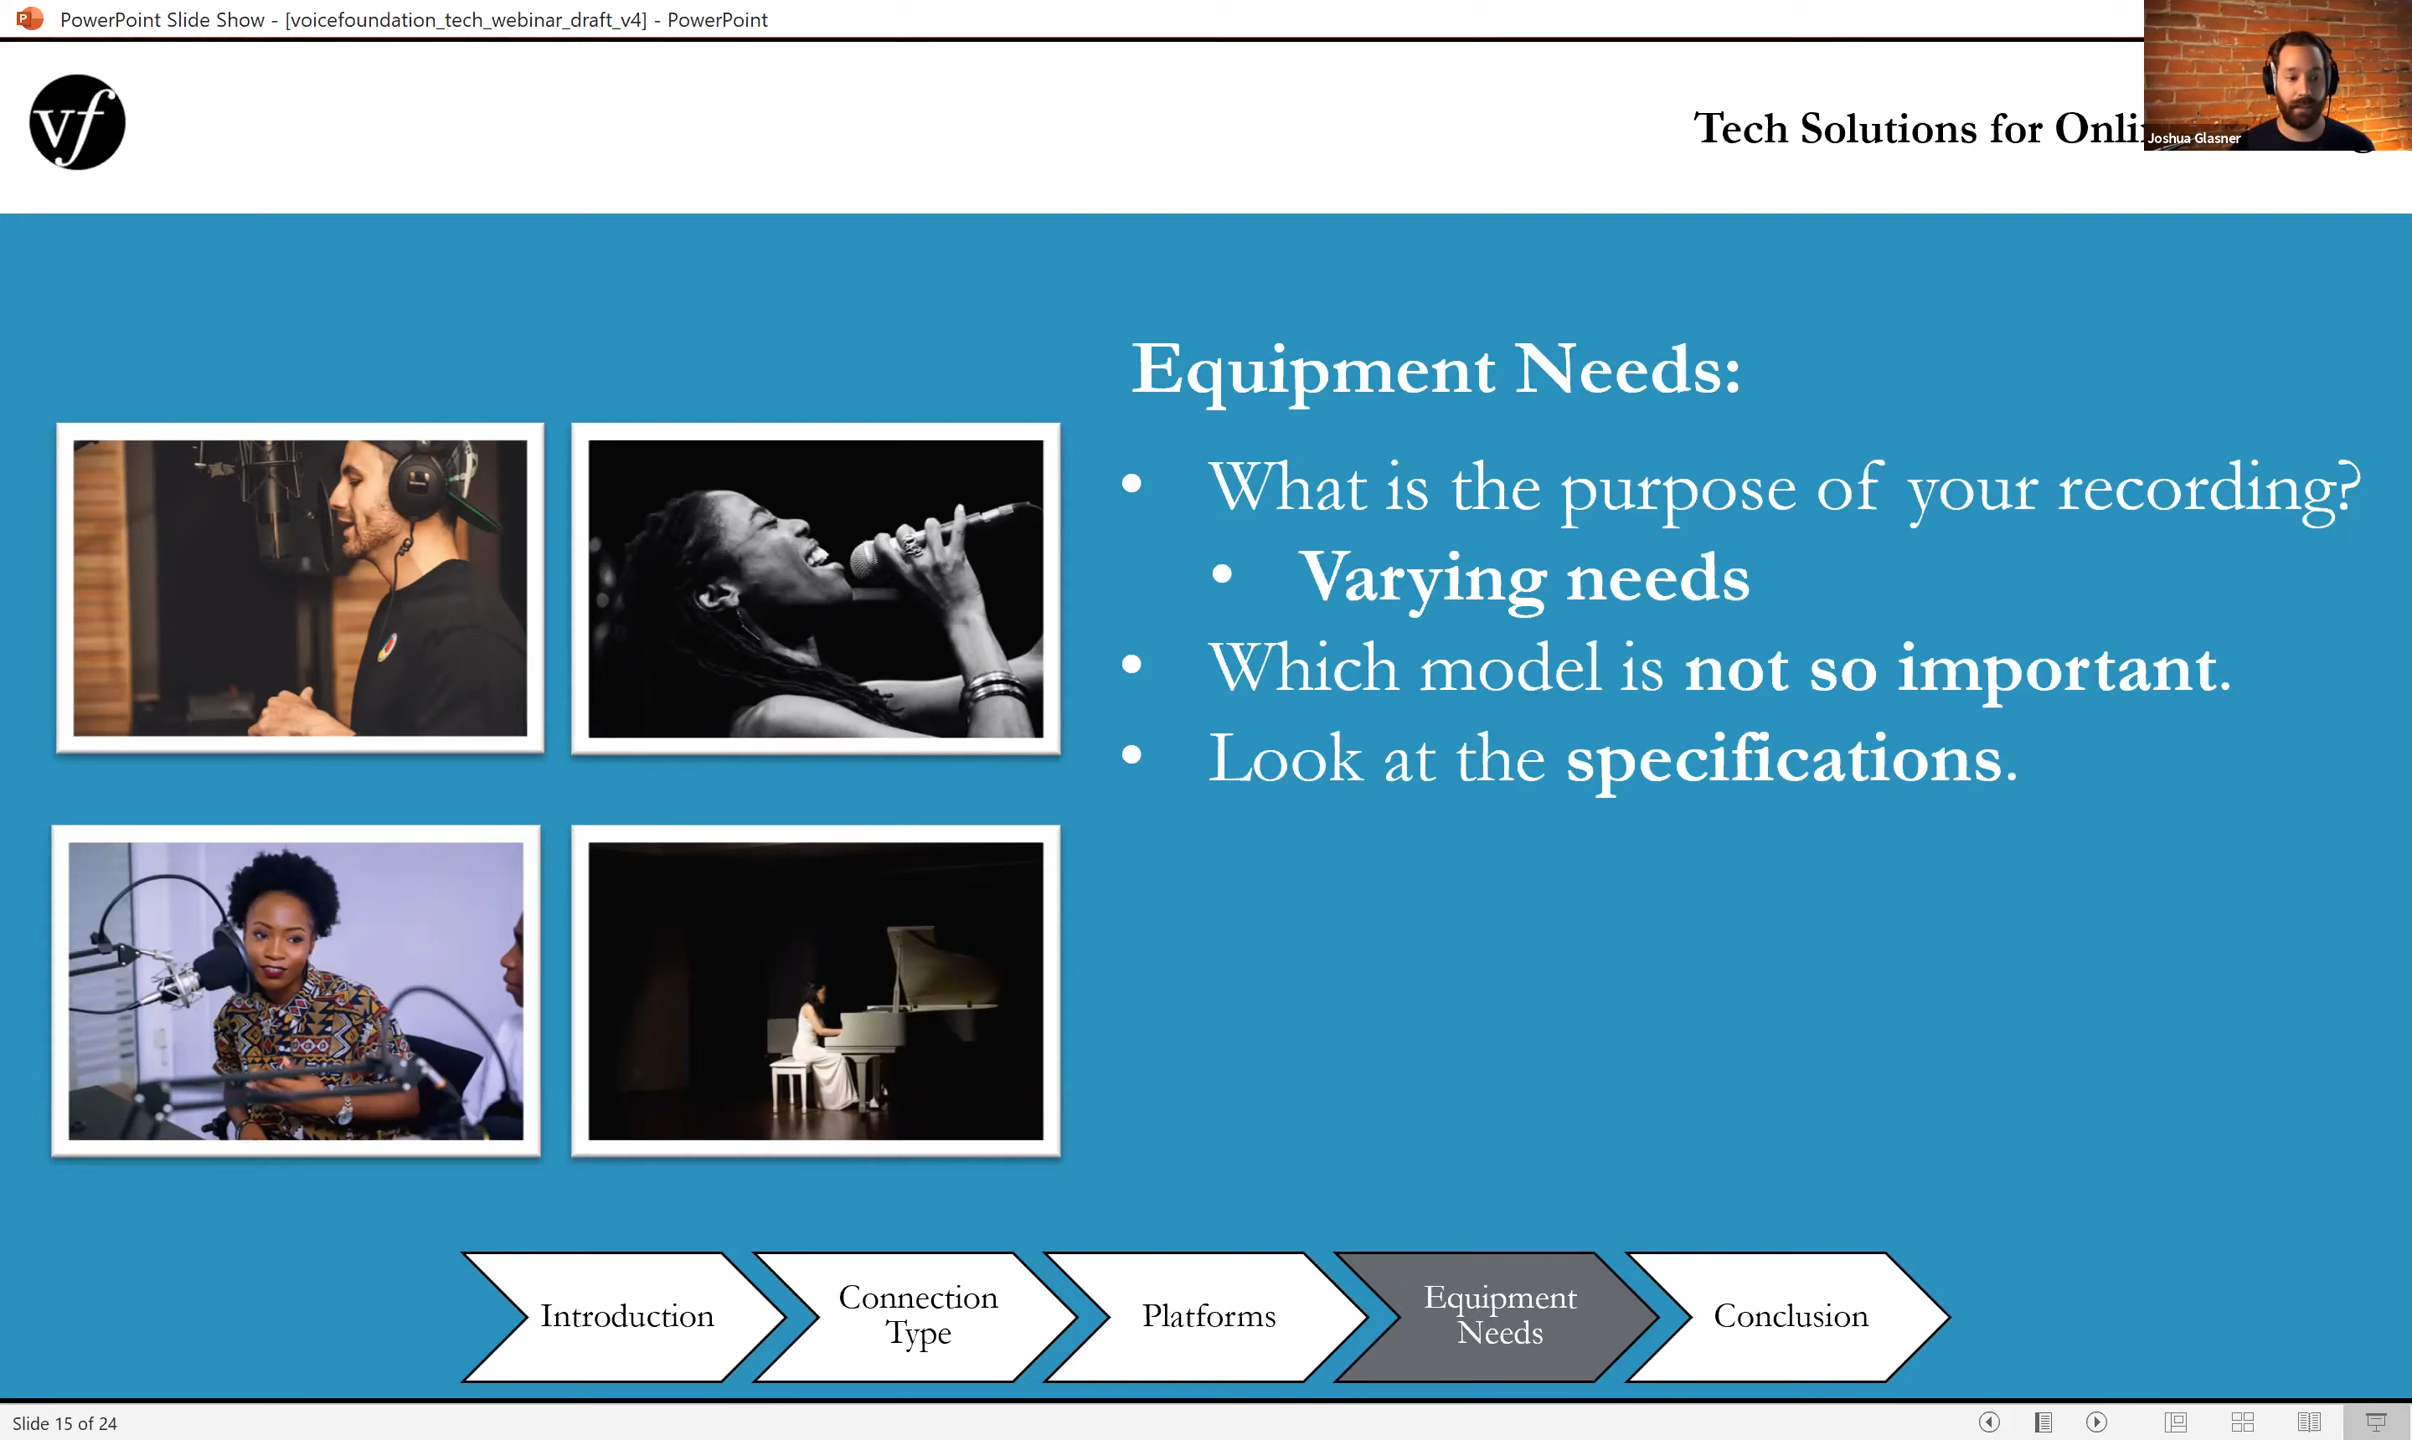 PowerPoint Slide Show - [voicefoundation_tech_webinar_draft_v4] - PowerPoint
vf
Tech Solutions for
Joshua Glasner
Equipment Needs:
• What is the purpose of your recording?
• Varying needs
• Which model is not so important.
• Look at the specifications.
Introduction
Connection
Type
Platforms
Equipment
Needs
Conclusion
Slide 15 of 24